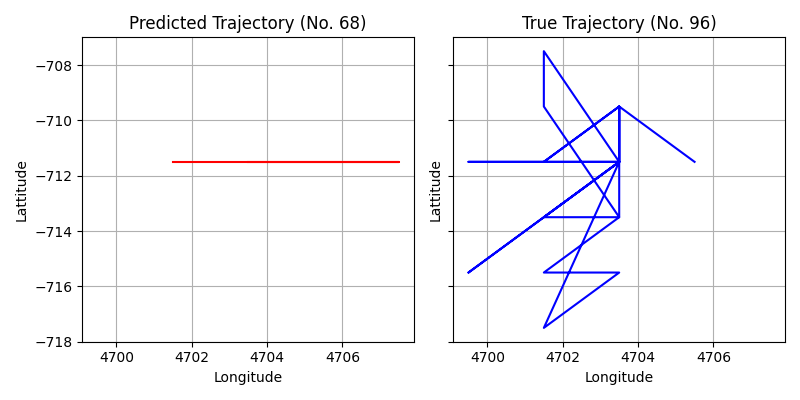 Predicted Trajectory (No. 68)
Lattitude
−708
−710
−712
−714
−716
−718
4700 4702 4704 4706
Longitude
True Trajectory (No. 96)
Lattitude
4700 4702 4704 4706
Longitude